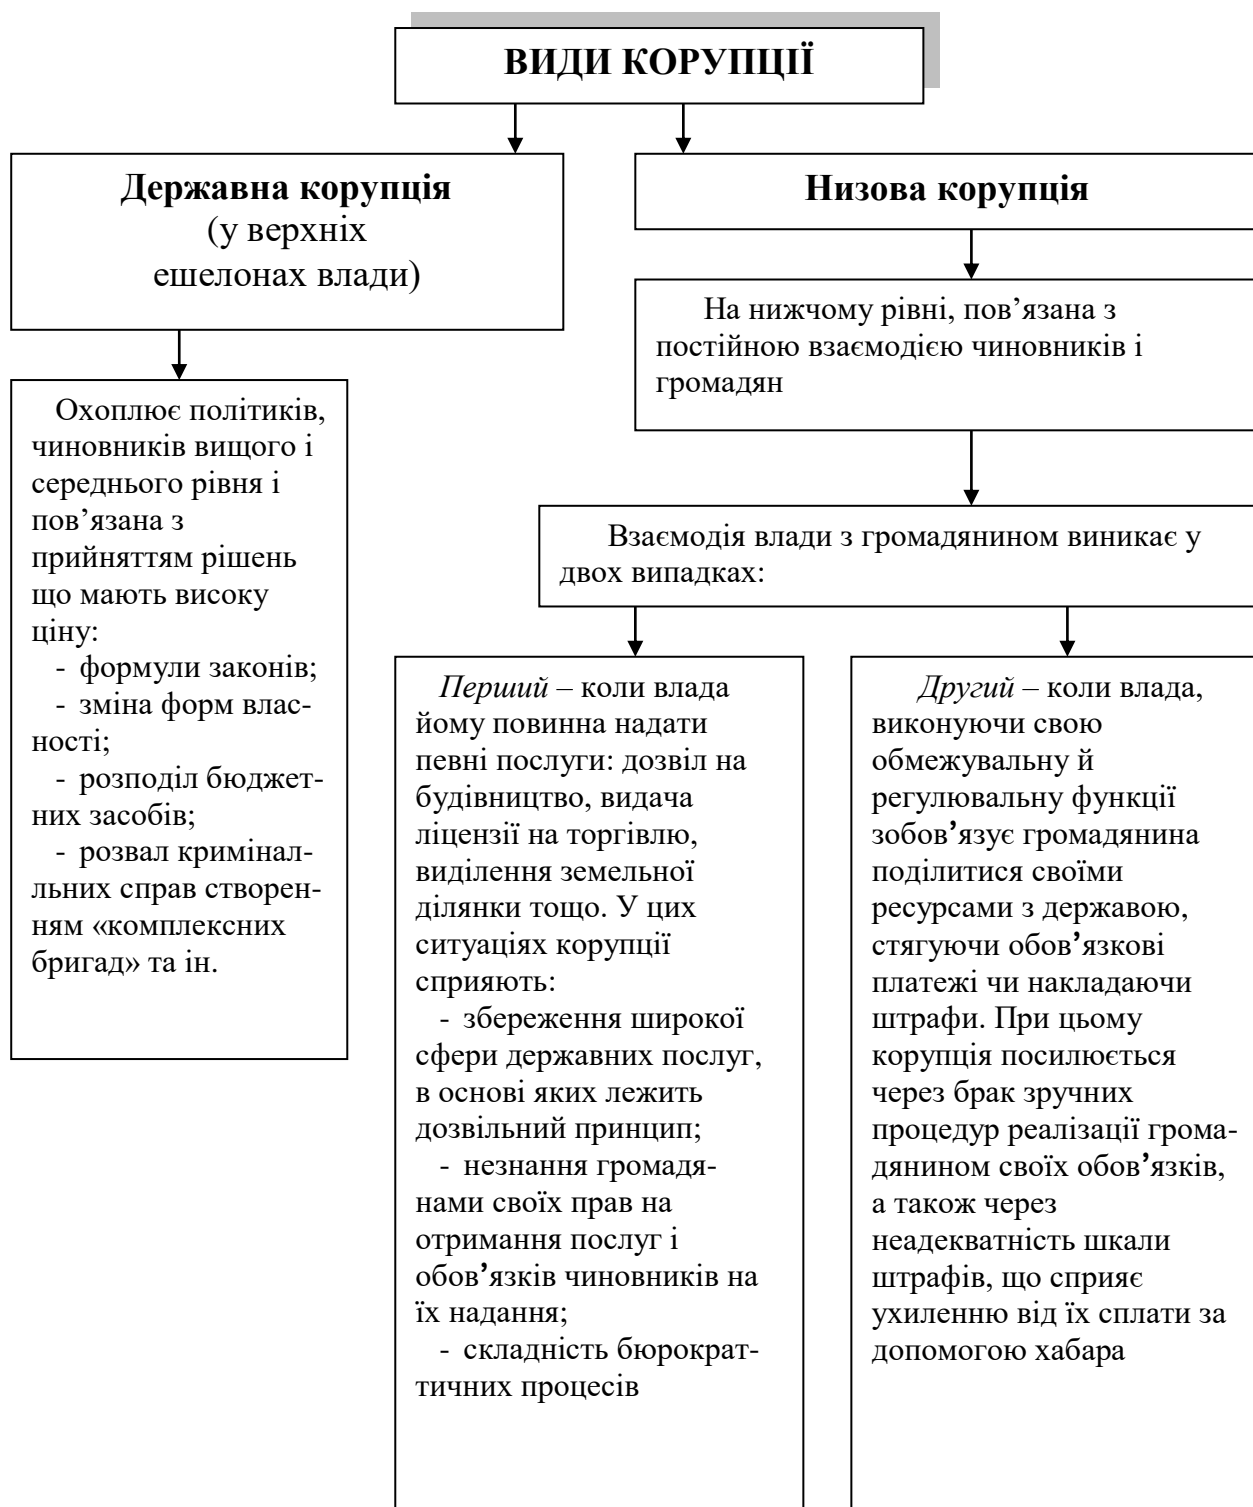 ВИДИ КОРУПЦІЇ
Державна корупція
(у верхніх
ешелонах влади)
Низова корупція
На нижчому рівні, пов’язана з
постійною взаємодією чиновників і
громадян
Охоплює політиків,
чиновників вищого і
середнього рівня і
пов’язана з
прийняттям рішень
що мають високу
ціну:
- формули законів;
- зміна форм влас-
ності;
- розподіл бюджет-
них засобів;
- розвал криміна-
льних справ створен-
ням «комплексних
бригад» та ін.
Взаємодія влади з громадянином виникає у
двох випадках:
Перший – коли влада
йому повинна надати
певні послуги: дозвіл на
будівництво, видача
ліцензії на торгівлю,
виділення земельної
ділянки тощо. У цих
ситуаціях корупції
сприяють:
- збереження широкої
сфери державних послуг,
в основі яких лежить
дозвільний принцип;
- незнання громадя-
нами своїх прав на
отримання послуг і
обов’язків чиновників на
їх надання;
- складність бюрократ-
тичних процесів
Другий – коли влада,
виконуючи свою
обмежувальну й
регулювальну функції
зобов’язує громадянина
поділитися своїми
ресурсами з державою,
стягуючи обов’язкові
платежі чи накладаючи
штрафи. При цьому
корупція посилюється
через брак зручних
процедур реалізації грома-
дянином своїх обов’язків,
а також через
неадекватність шкали
штрафів, що сприяє
ухиленню від їх сплати за
допомогою хабара